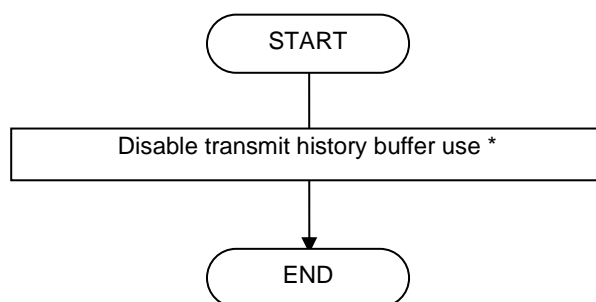 START
Disable transmit history buffer use *
END